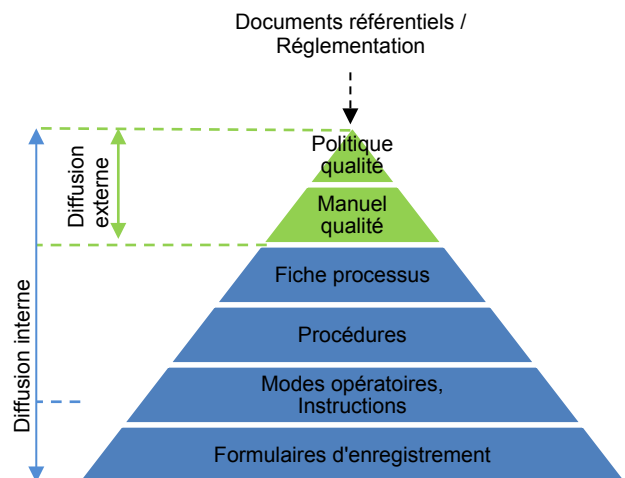 Documents référentiels /
Réglementation
Politique
qualité
Manuel
qualité
Fiche processus
Procédures
Modes opératoires,
Instructions
Formulaires d'enregistrement
Diffusion
externe
Diffusion interne